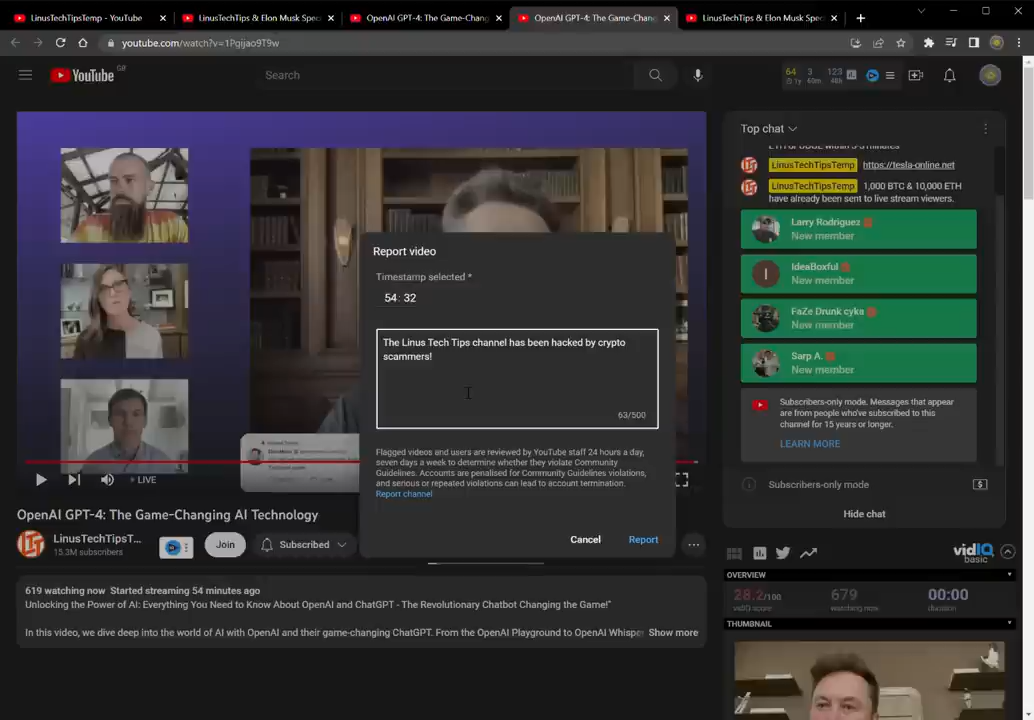 LinusTechTipsTemp - YouTube
LinusTechTips & Elon Musk Spec
OpenAI GPT-4: The Game-Chang
OpenAI GPT-4: The Game-Chang
LinusTechTips & Elon Musk Spec
youtube.com/watch?v=1Pgijao9T9w
YouTube GB
Search
64 3 123
1y 60m 48h
Top chat
LinusTechTipsTemp https://tesla-online.net
LinusTechTipsTemp 1,000 BTC & 10,000 ETH
have already been sent to live stream viewers.
Larry Rodriguez
New member
IdeaBoxful
New member
FaZe Drunk cyka
New member
Sarp A.
New member
Subscribers-only mode. Messages that appear
are from people who've subscribed to this
channel for 15 years or longer.
LEARN MORE
Subscribers-only mode
Hide chat
Report video
Timestamp selected *
54: 32
The Linus Tech Tips channel has been hacked by crypto
scammers!
63/500
Flagged videos and users are reviewed by YouTube staff 24 hours a day,
seven days a week to determine whether they violate Community
Guidelines. Accounts are penalised for Community Guidelines violations,
and serious or repeated violations can lead to account termination.
Report channel
Cancel
Report
LIVE
OpenAI GPT-4: The Game-Changing AI Technology
LinusTechTipsT...
15.3M subscribers
Join
Subscribed
619 watching now Started streaming 54 minutes ago
Unlocking the Power of AI: Everything You Need to Know About OpenAI and ChatGPT - The Revolutionary Chatbot Changing the Game!"
In this video, we dive deep into the world of AI with OpenAI and their game-changing ChatGPT. From the OpenAI Playground to OpenAI Whisper Show more
vidIQ
basic
OVERVIEW
28.2/100
vidIQ score
679
watching now
00:00
duration
THUMBNAIL